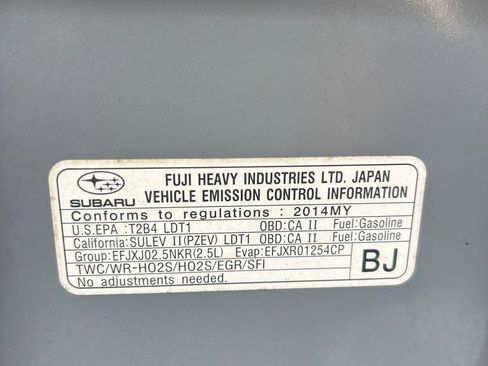 FUJI HEAVY INDUSTRIES LTD. JAPAN
SUBARU VEHICLE EMISSION CONTROL INFORMATION
Conforms to regulations : 2014MY
U.S.EPA :T2B4 LDT1 OBD:CA II Fuel:Gasoline
California:SULEV II(PZEV) LDT1 OBD:CA II Fuel:Gasoline
Group:EFJXJ02.5NKR(2.5L) Evap:EFJXR01254CP
TWC/WR-HO2S/HO2S/EGR/SFI
No adjustments needed.
BJ